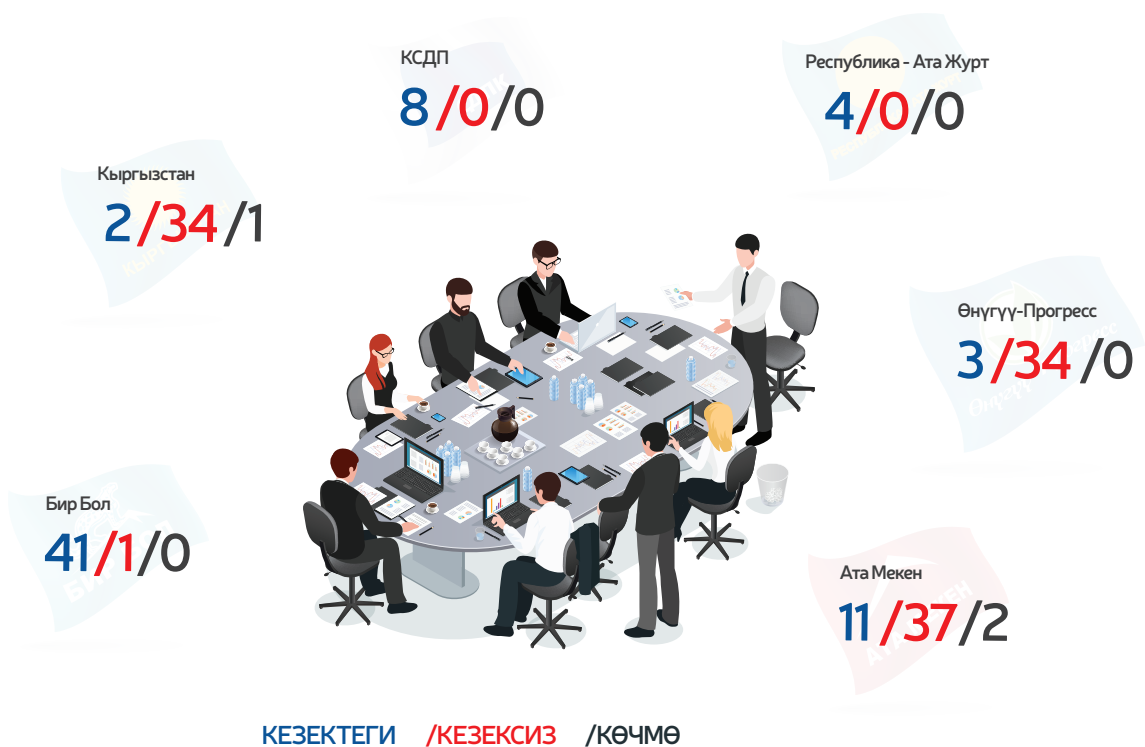 КСДП
8 /0/0
Республика - Ата Журт
4/0/0
Кыргызстан
2 /34 /1
Өнүгүү-Прогресс
3 /34 /0
Бир Бол
41/1/0
Ата Мекен
11 /37/2
КЕЗЕКТЕГИ /КЕЗЕКСИЗ /КӨЧМӨ